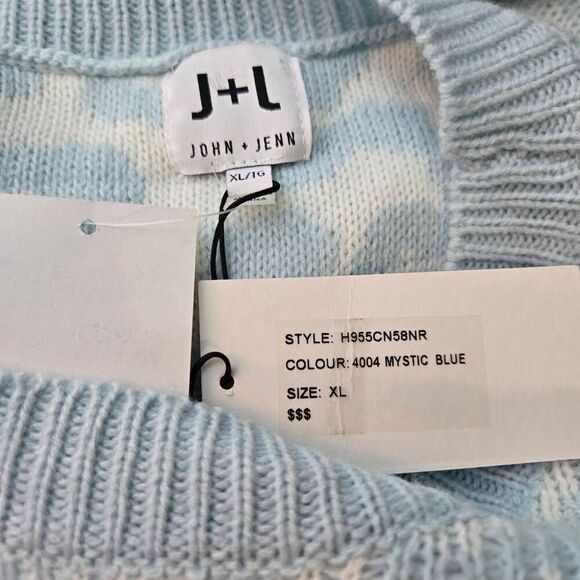 J+J
JOHN + JENN
XL/TG
STYLE: H955CN58NR
COLOUR: 4004 MYSTIC BLUE
SIZE: XL
$$$